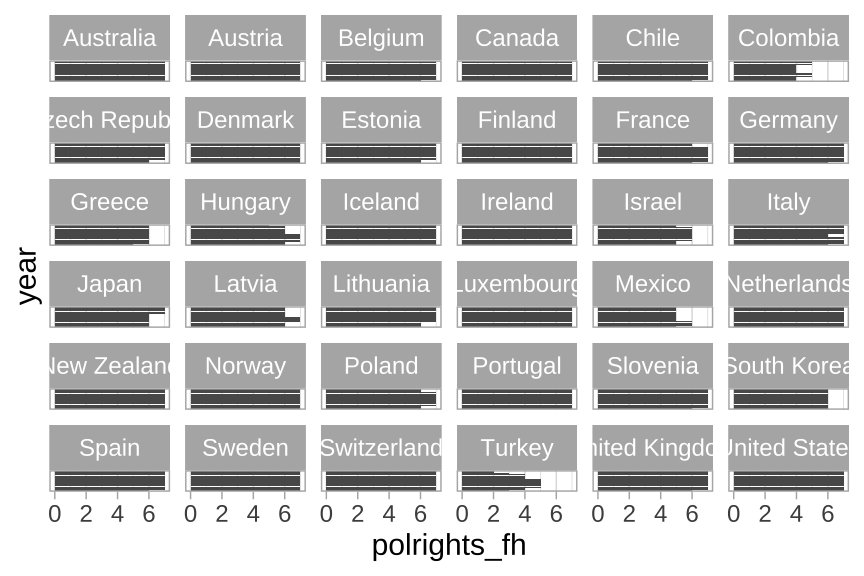 Australia Austria Belgium Canada Chile Colombia
zech Repub Denmark Estonia Finland France Germany
Greece Hungary Iceland Ireland Israel Italy
year
Japan Latvia Lithuania Luxembourg Mexico Netherlands
New Zealand Norway Poland Portugal Slovenia South Korea
Spain Sweden Switzerland Turkey nited Kingdo United State
0 2 4 6 0 2 4 6 0 2 4 6 0 2 4 6 0 2 4 6 0 2 4 6
polrights_fh